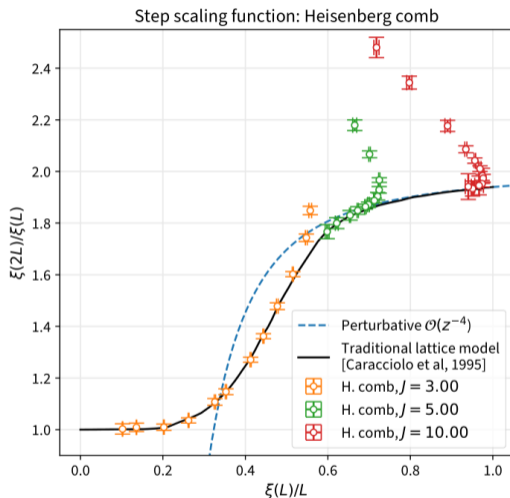 Step scaling function: Heisenberg comb
ξ(2L)/ξ(L)
2.4
2.2
2.0
1.8
1.6
1.4
1.2
1.0
Perturbative 𝒪(z⁻⁴)
Traditional lattice model
[Caracciolo et al, 1995]
H. comb, J = 3.00
H. comb, J = 5.00
H. comb, J = 10.00
0.0 0.2 0.4 0.6 0.8 1.0
ξ(L)/L